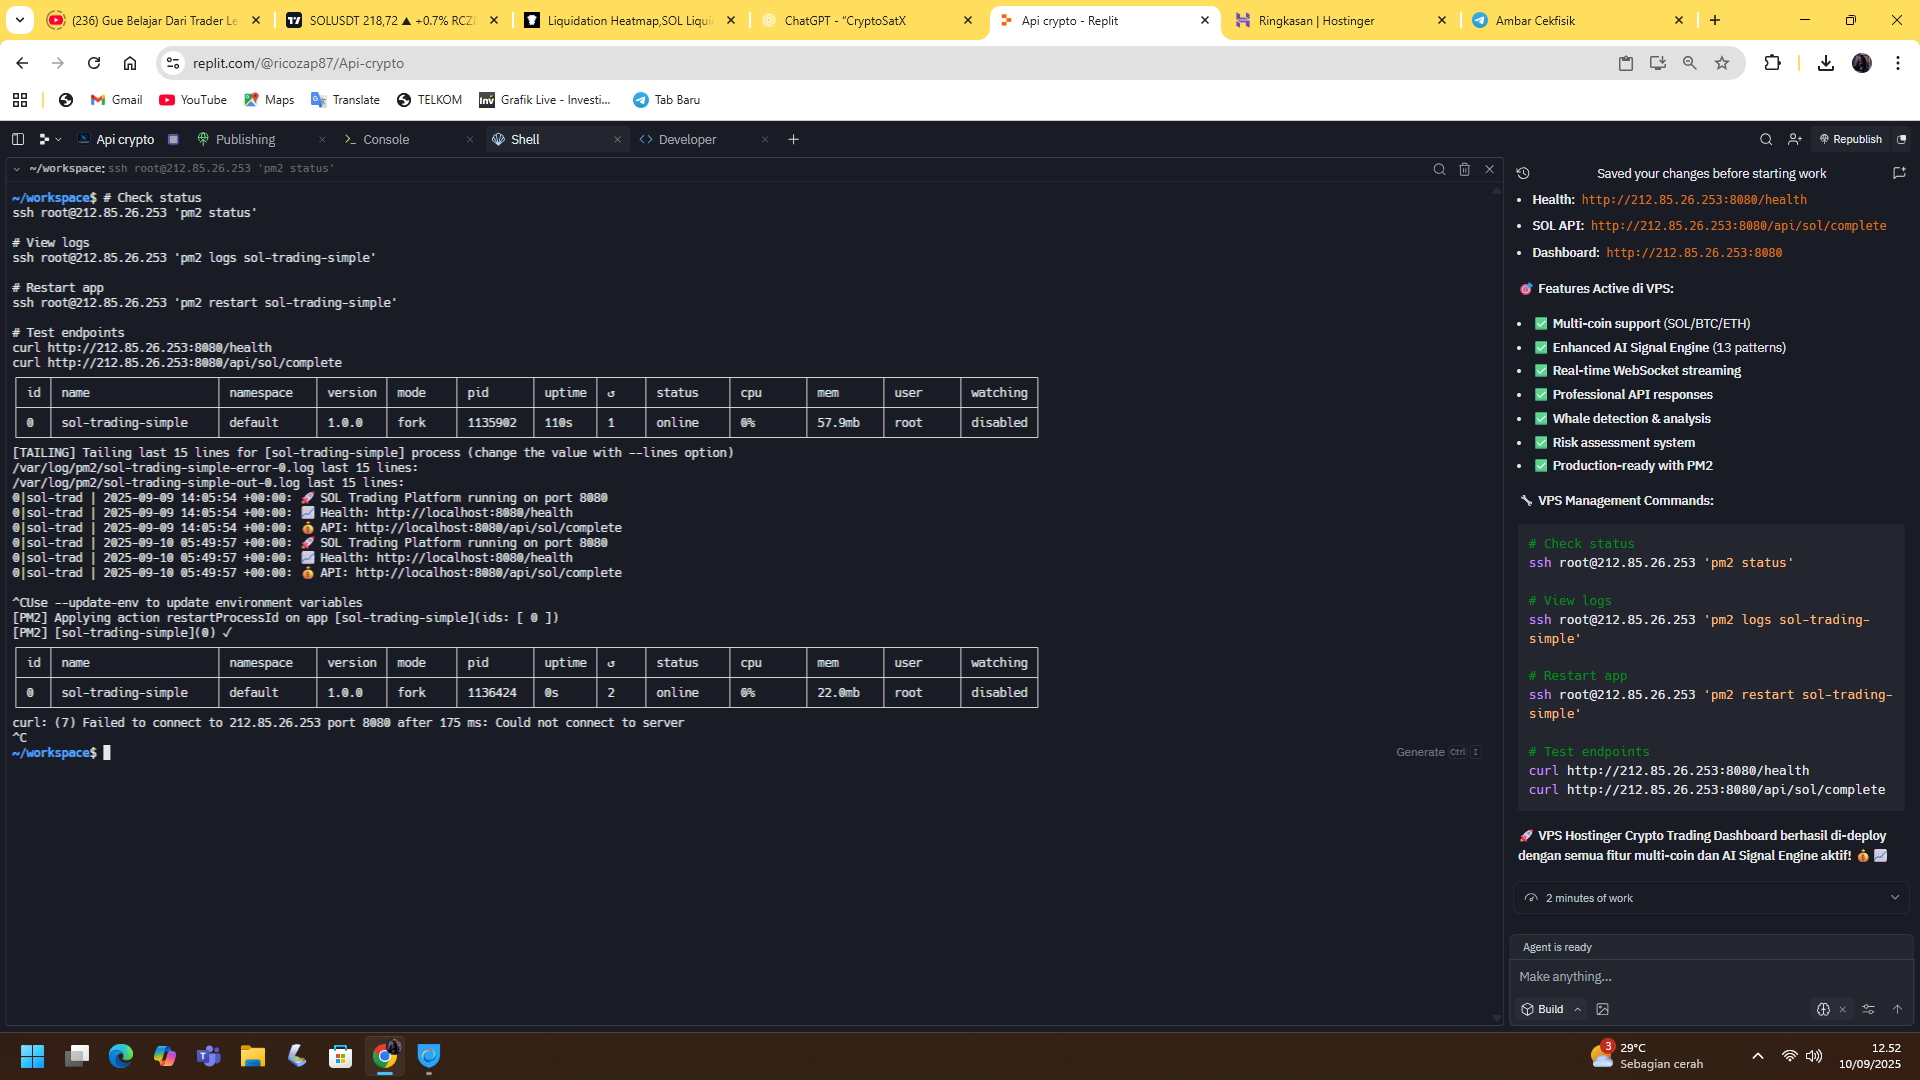 (236) Gue Belajar Dari Trader Le
SOLUSDT 218,72 ▲ +0.7% RCZ
Liquidation Heatmap,SOL Liqui
ChatGPT - "CryptoSatX
Api crypto - Replit
Ringkasan | Hostinger
Ambar Cekfisik
replit.com/@ricozap87/Api-crypto
Gmail
YouTube
Maps
Translate
TELKOM
Grafik Live - Investi...
Tab Baru
Api crypto
Publishing
Console
Shell
Developer
Republish
~/workspace: ssh root@212.85.26.253 'pm2 status'
~/workspace$ # Check status
ssh root@212.85.26.253 'pm2 status'
# View logs
ssh root@212.85.26.253 'pm2 logs sol-trading-simple'
# Restart app
ssh root@212.85.26.253 'pm2 restart sol-trading-simple'
# Test endpoints
curl http://212.85.26.253:8080/health
curl http://212.85.26.253:8080/api/sol/complete
id name namespace version mode pid uptime ↺ status cpu mem user watching
0 sol-trading-simple default 1.0.0 fork 1135902 110s 1 online 0% 57.9mb root disabled
[TAILING] Tailing last 15 lines for [sol-trading-simple] process (change the value with --lines option)
/var/log/pm2/sol-trading-simple-error-0.log last 15 lines:
/var/log/pm2/sol-trading-simple-out-0.log last 15 lines:
0|sol-trad | 2025-09-09 14:05:54 +00:00: 🚀 SOL Trading Platform running on port 8080
0|sol-trad | 2025-09-09 14:05:54 +00:00: 📈 Health: http://localhost:8080/health
0|sol-trad | 2025-09-09 14:05:54 +00:00: 💰 API: http://localhost:8080/api/sol/complete
0|sol-trad | 2025-09-10 05:49:57 +00:00: 🚀 SOL Trading Platform running on port 8080
0|sol-trad | 2025-09-10 05:49:57 +00:00: 📈 Health: http://localhost:8080/health
0|sol-trad | 2025-09-10 05:49:57 +00:00: 💰 API: http://localhost:8080/api/sol/complete
^CUse --update-env to update environment variables
[PM2] Applying action restartProcessId on app [sol-trading-simple](ids: [ 0 ])
[PM2] [sol-trading-simple](0) ✓
id name namespace version mode pid uptime ↺ status cpu mem user watching
0 sol-trading-simple default 1.0.0 fork 1136424 0s 2 online 0% 22.0mb root disabled
curl: (7) Failed to connect to 212.85.26.253 port 8080 after 175 ms: Could not connect to server
^C
~/workspace$
Generate Ctrl I
Saved your changes before starting work
• Health: http://212.85.26.253:8080/health
• SOL API: http://212.85.26.253:8080/api/sol/complete
• Dashboard: http://212.85.26.253:8080
🎯 Features Active di VPS:
• ✅ Multi-coin support (SOL/BTC/ETH)
• ✅ Enhanced AI Signal Engine (13 patterns)
• ✅ Real-time WebSocket streaming
• ✅ Professional API responses
• ✅ Whale detection & analysis
• ✅ Risk assessment system
• ✅ Production-ready with PM2
🔧 VPS Management Commands:
# Check status
ssh root@212.85.26.253 'pm2 status'
# View logs
ssh root@212.85.26.253 'pm2 logs sol-trading-
simple'
# Restart app
ssh root@212.85.26.253 'pm2 restart sol-trading-
simple'
# Test endpoints
curl http://212.85.26.253:8080/health
curl http://212.85.26.253:8080/api/sol/complete
🚀 VPS Hostinger Crypto Trading Dashboard berhasil di-deploy
dengan semua fitur multi-coin dan AI Signal Engine aktif! 💰 📈
2 minutes of work
Agent is ready
Make anything...
Build
3
29°C
Sebagian cerah
12.52
10/09/2025